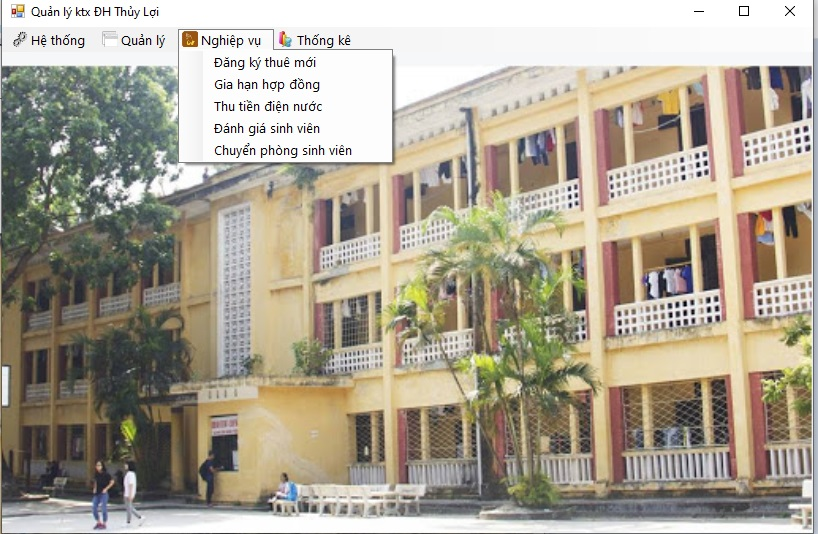 Quản lý ktx ĐH Thủy Lợi
Hệ thống Quản lý Nghiệp vụ Thống kê
Đăng ký thuê mới
Gia hạn hợp đồng
Thu tiền điện nước
Đánh giá sinh viên
Chuyển phòng sinh viên